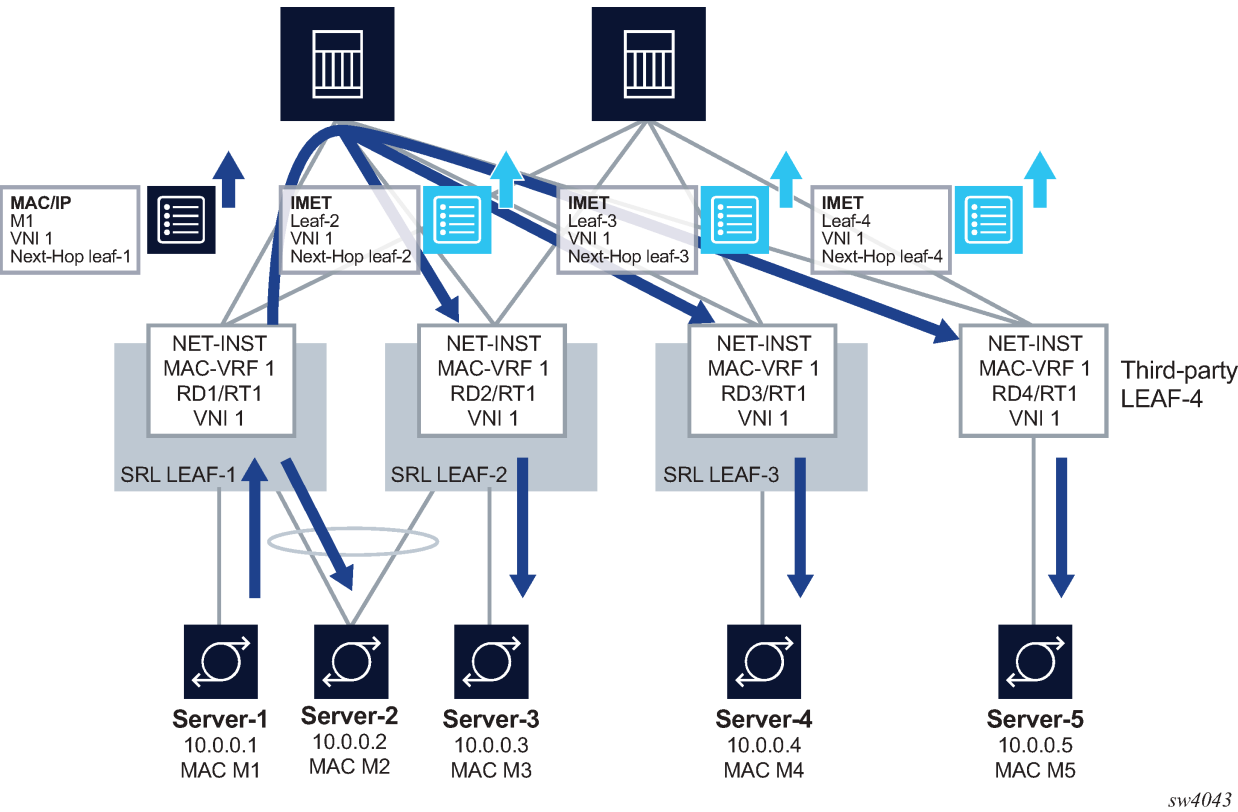 MAC/IP
M1
VNI 1
Next-Hop leaf-1
IMET
Leaf-2
VNI 1
Next-Hop leaf-2
IMET
Leaf-3
VNI 1
Next-Hop leaf-3
IMET
Leaf-4
VNI 1
Next-Hop leaf-4
NET-INST
MAC-VRF 1
RD1/RT1
VNI 1
SRL LEAF-1
NET-INST
MAC-VRF 1
RD2/RT1
VNI 1
SRL LEAF-2
NET-INST
MAC-VRF 1
RD3/RT1
VNI 1
SRL LEAF-3
NET-INST
MAC-VRF 1
RD4/RT1
VNI 1
Third-party
LEAF-4
Server-1
10.0.0.1
MAC M1
Server-2
10.0.0.2
MAC M2
Server-3
10.0.0.3
MAC M3
Server-4
10.0.0.4
MAC M4
Server-5
10.0.0.5
MAC M5
sw4043